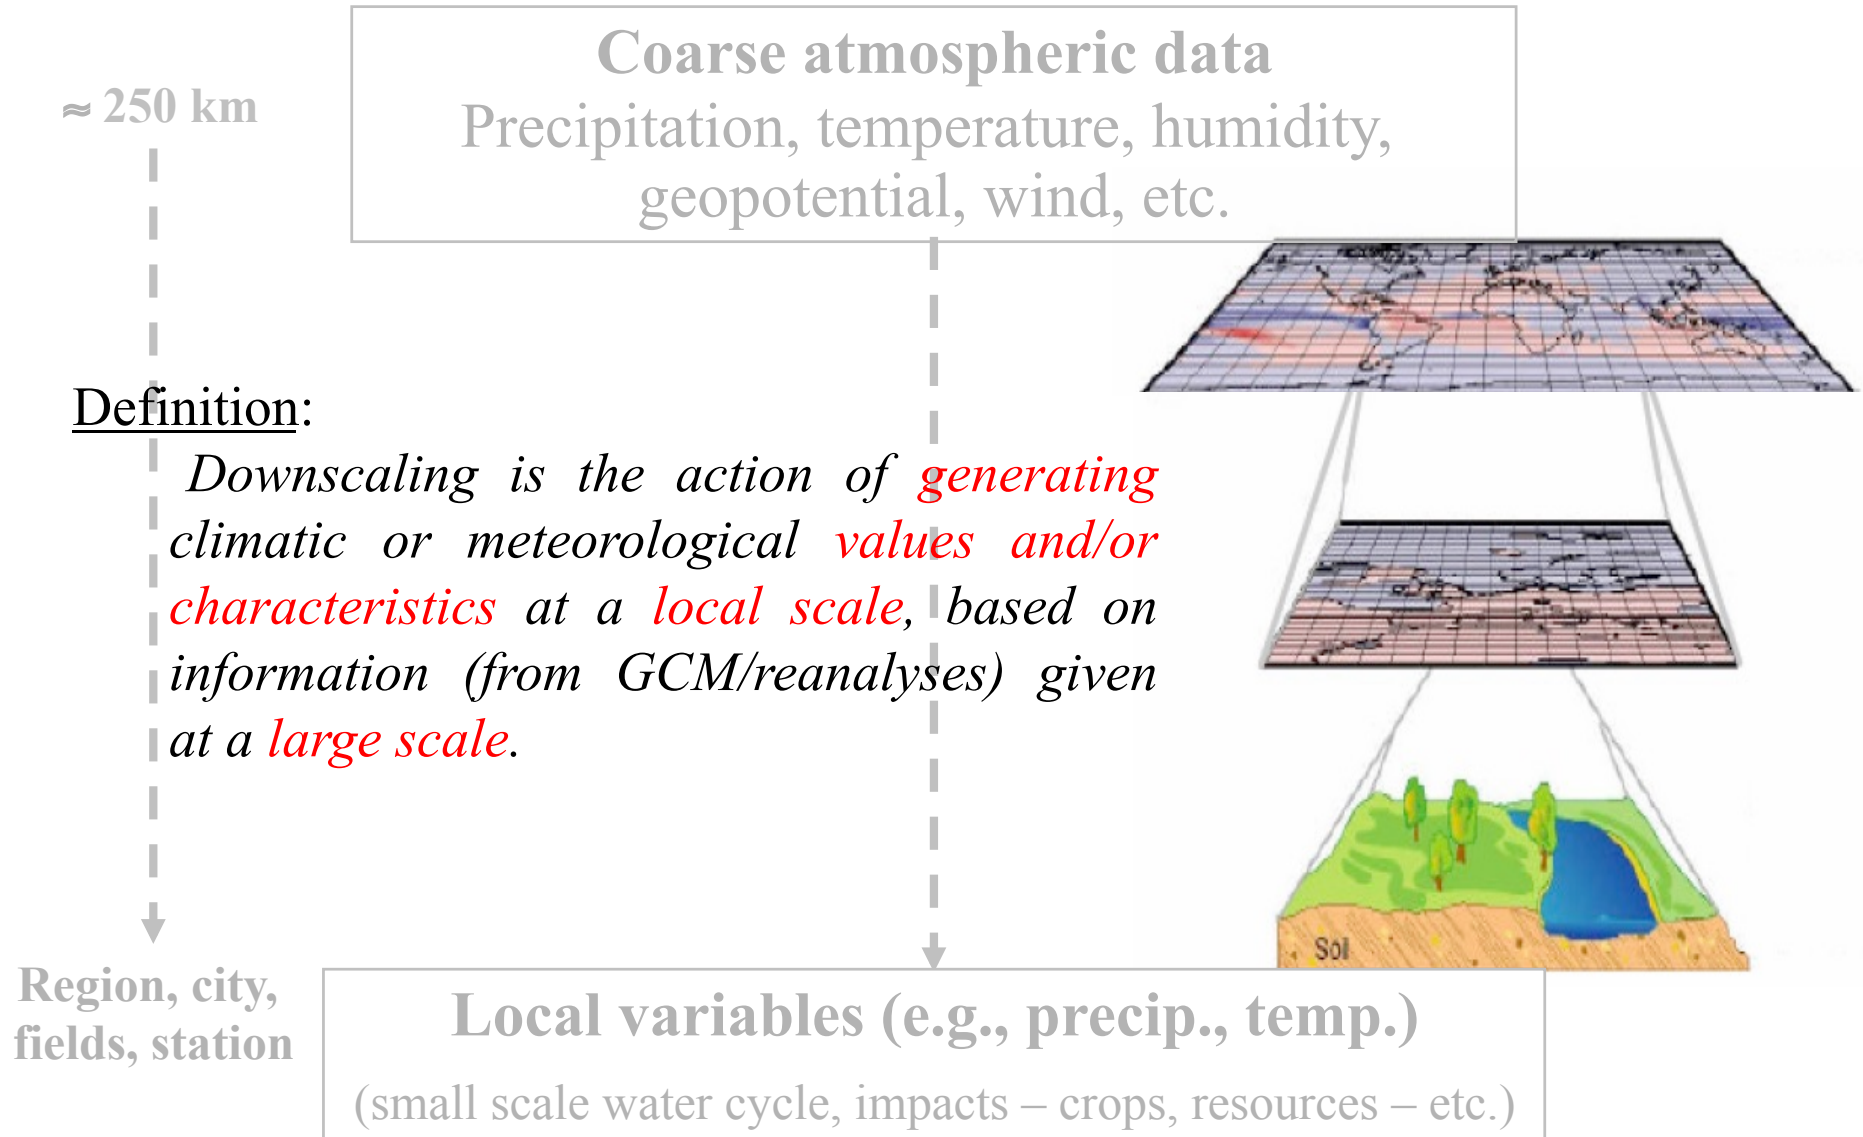 Coarse atmospheric data
Precipitation, temperature, humidity,
geopotential, wind, etc.
≈ 250 km
Definition:
Downscaling is the action of generating
climatic or meteorological values and/or
characteristics at a local scale, based on
information (from GCM/reanalyses) given
at a large scale.
Soil
Region, city,
fields, station
Local variables (e.g., precip., temp.)
(small scale water cycle, impacts – crops, resources – etc.)